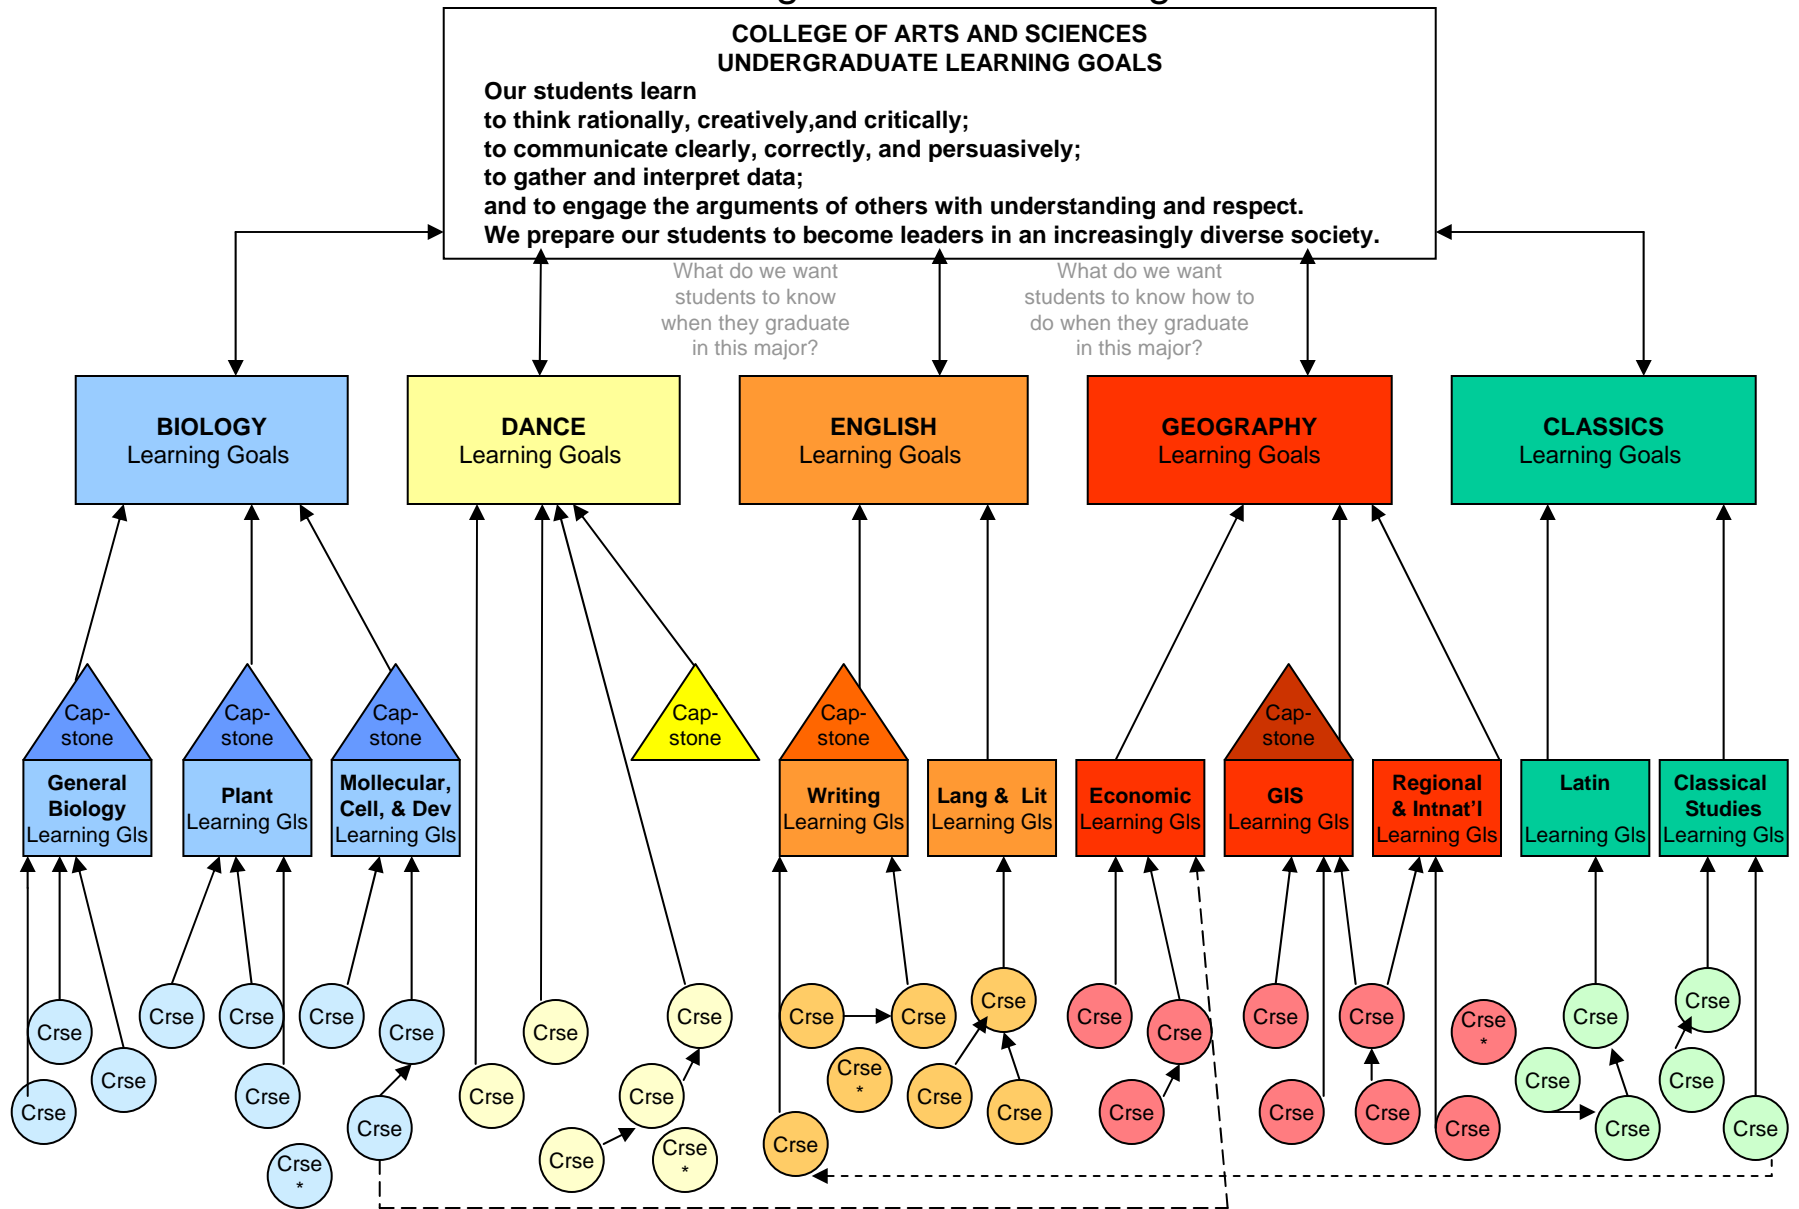 COLLEGE OF ARTS AND SCIENCES
UNDERGRADUATE LEARNING GOALS
Our students learn
to think rationally, creatively,and critically;
to communicate clearly, correctly, and persuasively;
to gather and interpret data;
and to engage the arguments of others with understanding and respect.
We prepare our students to become leaders in an increasingly diverse society.
What do we want
students to know
when they graduate
in this major?
What do we want
students to know how to
do when they graduate
in this major?
BIOLOGY
Learning Goals
DANCE
Learning Goals
ENGLISH
Learning Goals
GEOGRAPHY
Learning Goals
CLASSICS
Learning Goals
Cap-
stone
Cap-
stone
Cap-
stone
Cap-
stone
Cap-
stone
Cap-
stone
General
Biology
Learning Gls
Plant
Learning Gls
Mollecular,
Cell, & Dev
Learning Gls
Writing
Learning Gls
Lang & Lit
Learning Gls
Economic
Learning Gls
GIS
Learning Gls
Regional
& Intnat'l
Learning Gls
Latin
Learning Gls
Classical
Studies
Learning Gls
Crse
Crse
Crse
Crse
Crse
Crse
Crse
*
Crse
Crse
Crse
Crse
Crse
Crse
Crse
Crse
Crse
*
Crse
Crse
Crse
*
Crse
Crse
Crse
Crse
Crse
Crse
Crse
Crse
Crse
Crse
Crse
Crse
*
Crse
Crse
Crse
Crse
Crse
Crse
Crse